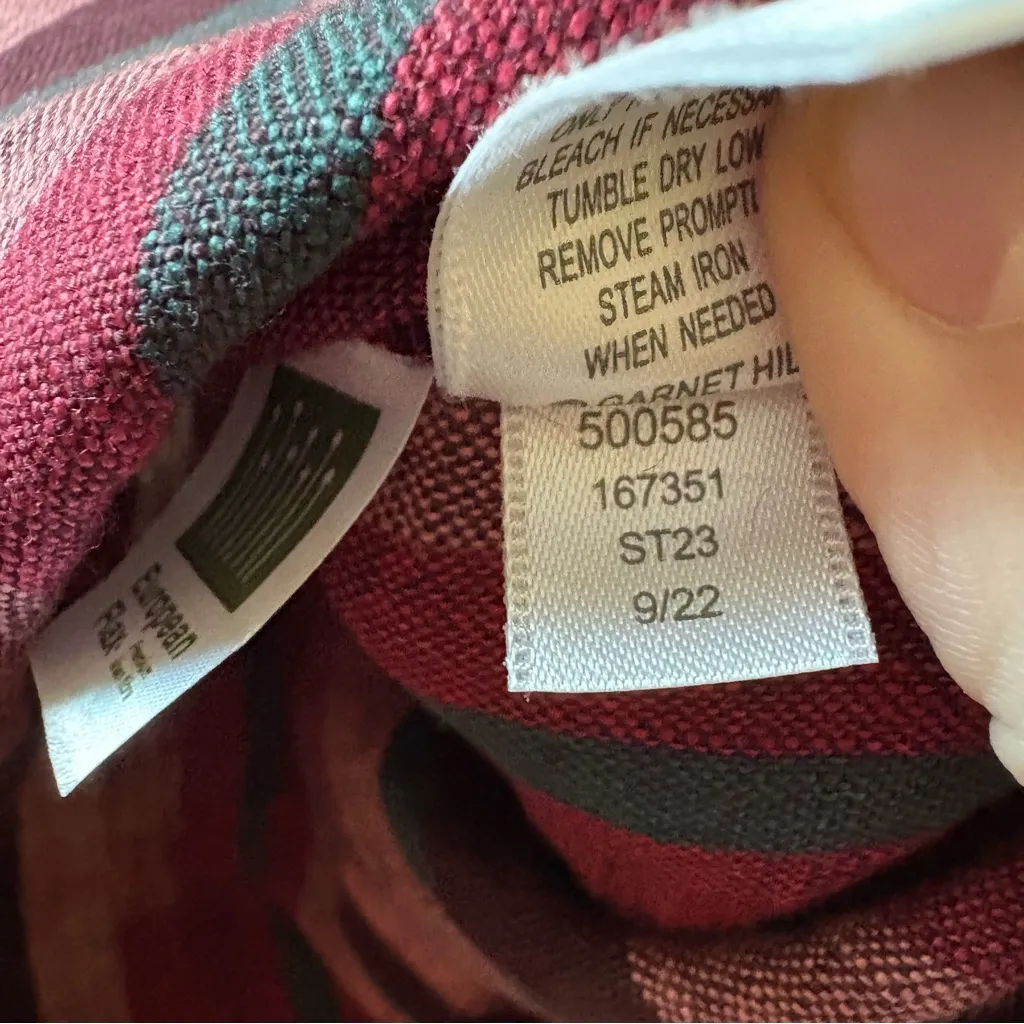 BLEACH IF NECESSA
TUMBLE DRY LOW
REMOVE PROMPT
STEAM IRON
WHEN NEEDED
GARNET HIL
500585
167351
ST23
9/22
European
Flax